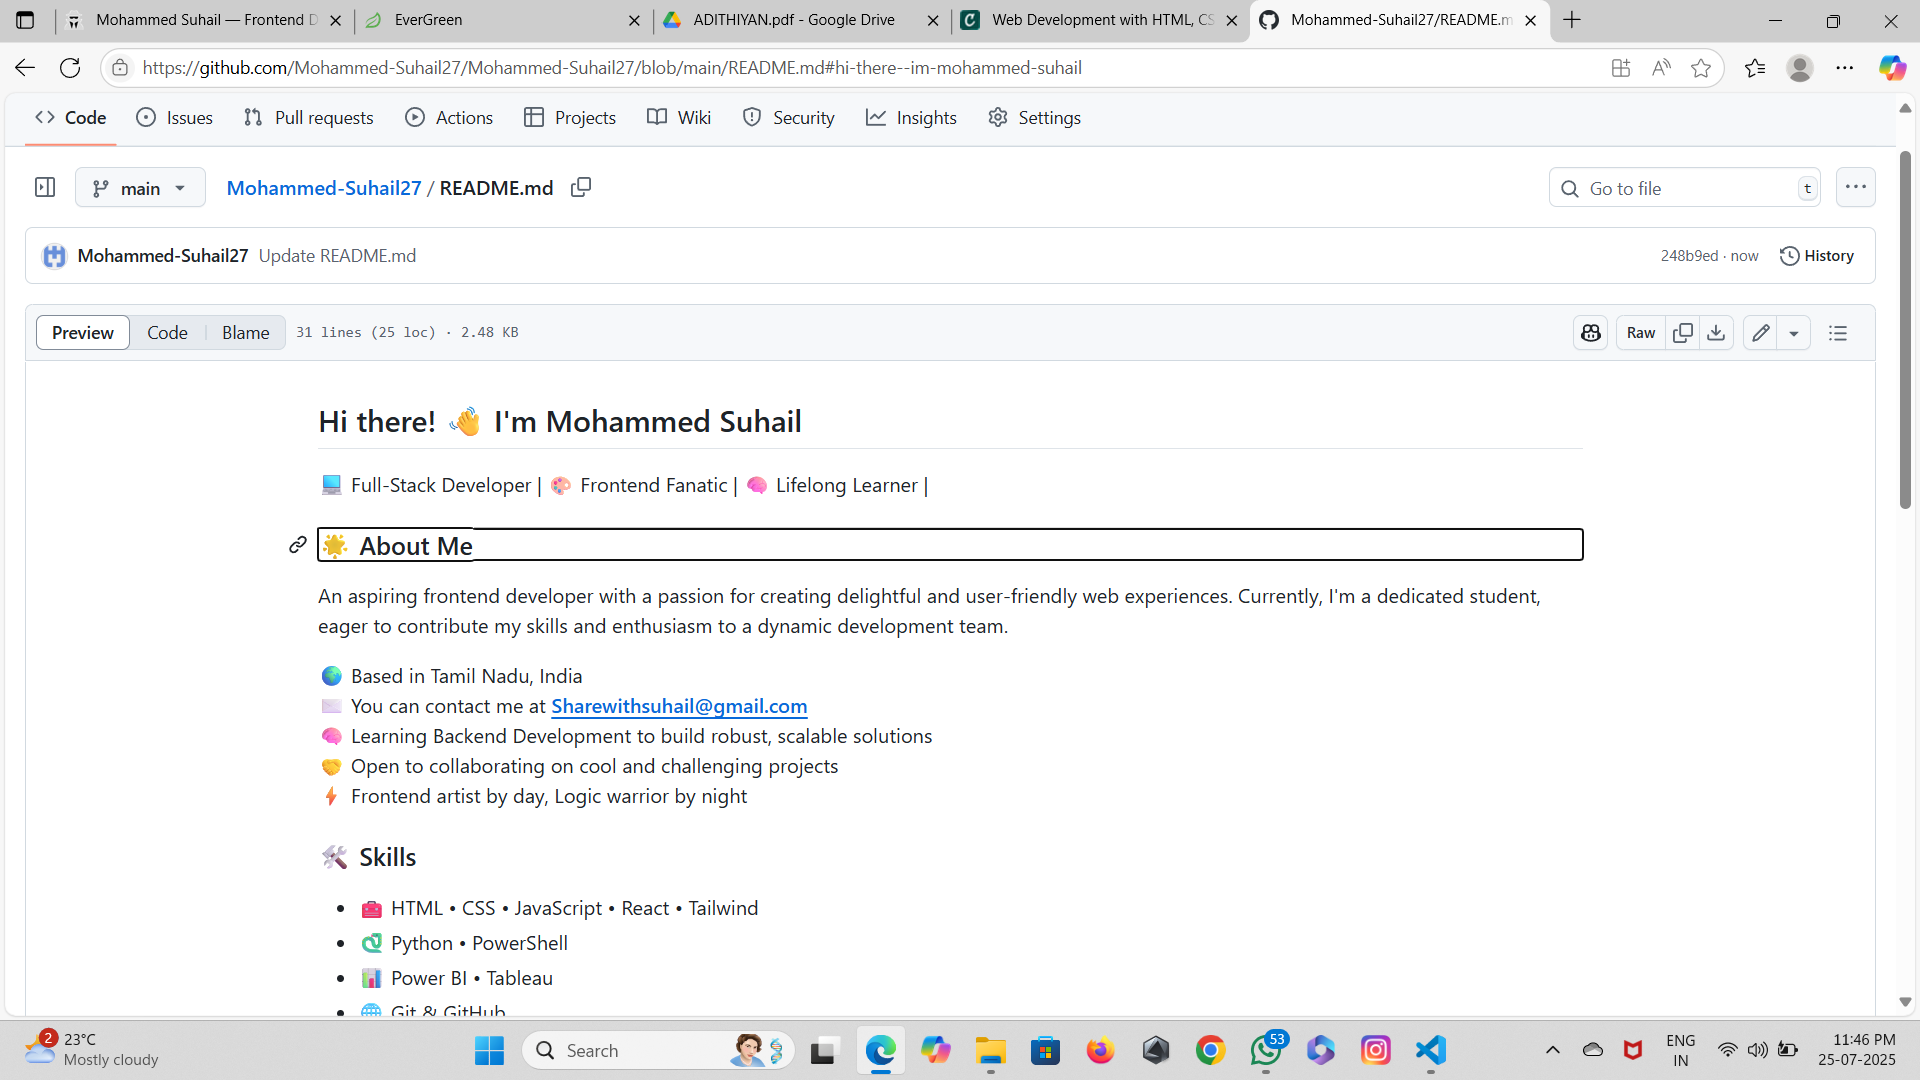 Mohammed Suhail — Frontend D
EverGreen
ADITHIYAN.pdf - Google Drive
Web Development with HTML, CS
Mohammed-Suhail27/README.m
https://github.com/Mohammed-Suhail27/Mohammed-Suhail27/blob/main/README.md#hi-there--im-mohammed-suhail
Code Issues Pull requests Actions Projects Wiki Security Insights Settings
main Mohammed-Suhail27 / README.md Go to file t
Mohammed-Suhail27 Update README.md 248b9ed · now History
Preview Code Blame 31 lines (25 loc) · 2.48 KB Raw
Hi there! 👋 I'm Mohammed Suhail
💻 Full-Stack Developer | 🎨 Frontend Fanatic | 🧠 Lifelong Learner |
🌟 About Me
An aspiring frontend developer with a passion for creating delightful and user-friendly web experiences. Currently, I'm a dedicated student,
eager to contribute my skills and enthusiasm to a dynamic development team.
🌍 Based in Tamil Nadu, India
✉️ You can contact me at Sharewithsuhail@gmail.com
🧠 Learning Backend Development to build robust, scalable solutions
🤝 Open to collaborating on cool and challenging projects
⚡ Frontend artist by day, Logic warrior by night
🛠️ Skills
• 🧰 HTML • CSS • JavaScript • React • Tailwind
• 🐍 Python • PowerShell
• 📊 Power BI • Tableau
• 🌐 Git & GitHub
2 23°C
Mostly cloudy
Search
53
ENG
IN
11:46 PM
25-07-2025